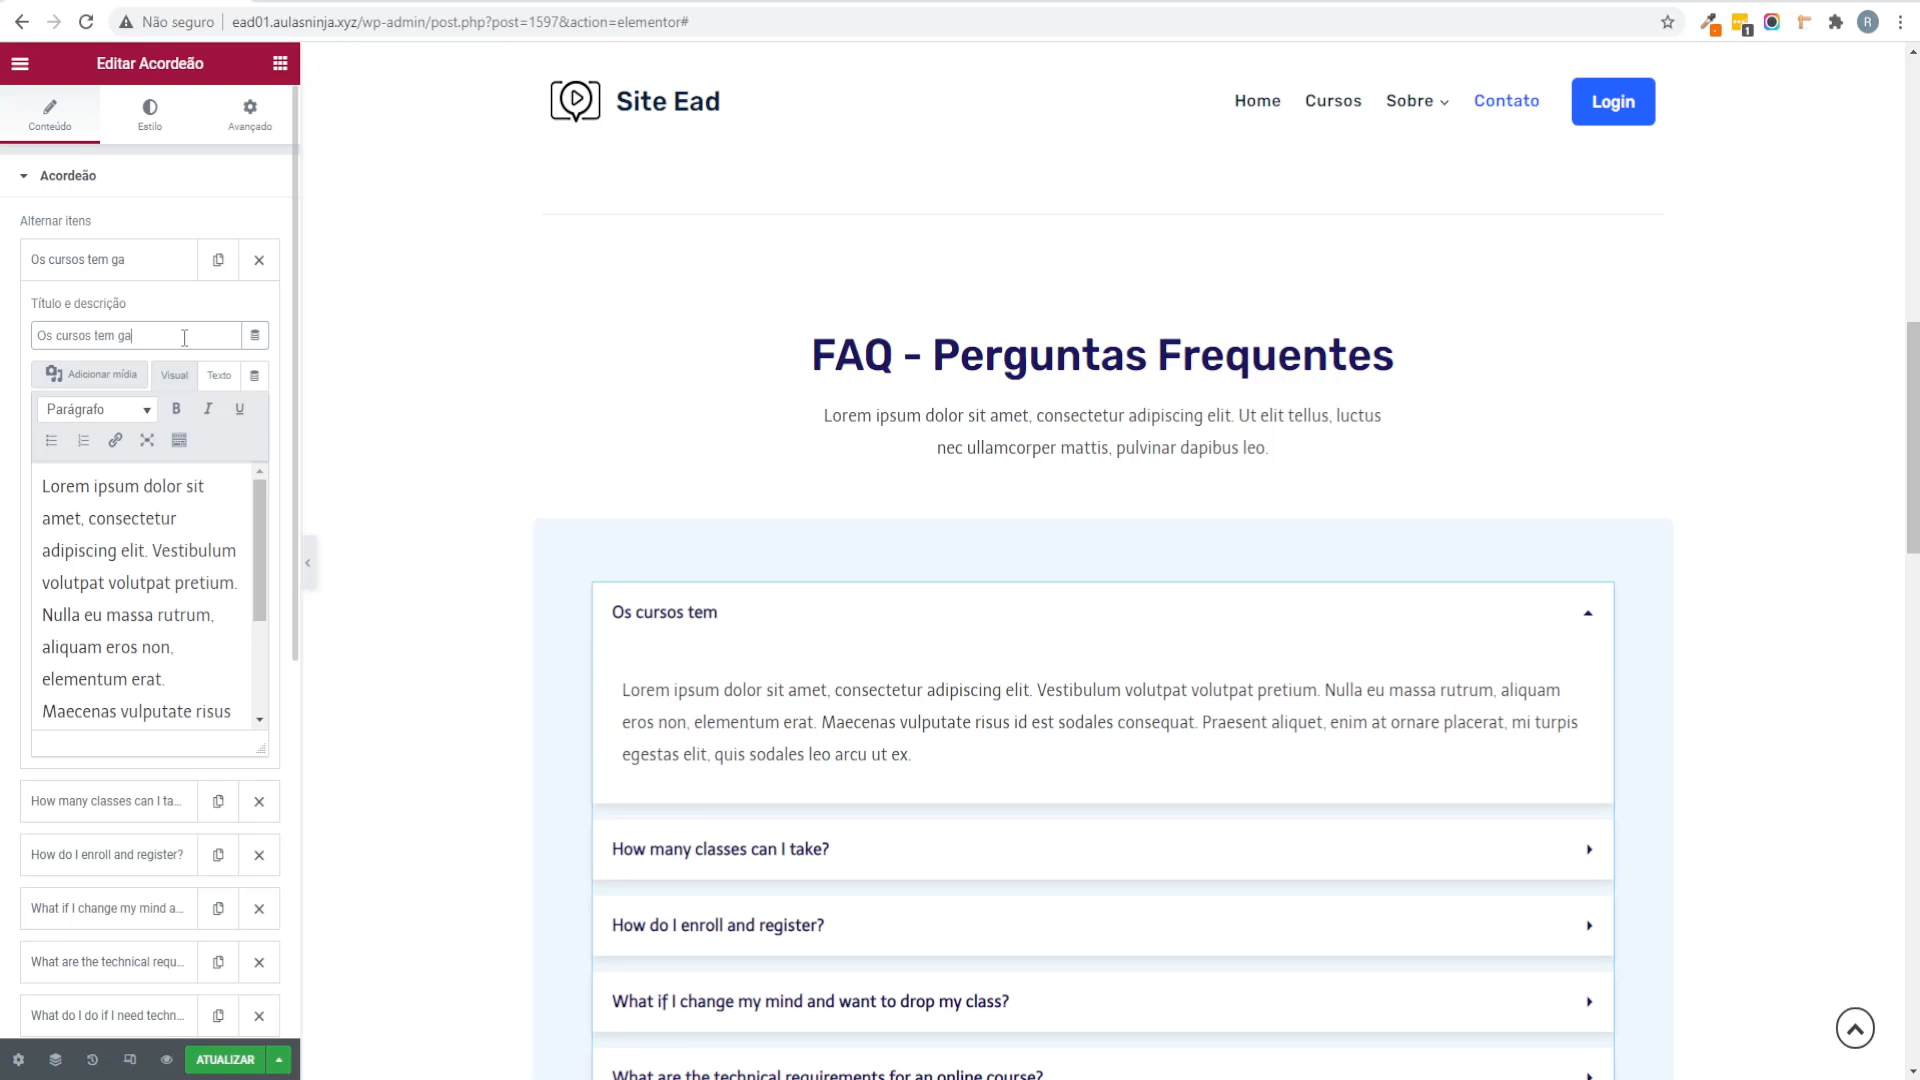 Não seguro
ead01.aulasninja.xyz/wp-admin/post.php?post=1597&action=elementor#
1
R
Editar Acordeão
Conteúdo
Estilo
Avançado
Acordeão
Alternar itens
Os cursos tem ga
Título e descrição
Os cursos tem ga
Adicionar mídia
Visual
Texto
Parágrafo
B I U
Lorem ipsum dolor sit
amet, consectetur
adipiscing elit. Vestibulum
volutpat volutpat pretium.
Nulla eu massa rutrum,
aliquam eros non,
elementum erat.
Maecenas vulputate risus
How many classes can I ta...
How do I enroll and register?
What if I change my mind a...
What are the technical requ...
What do I do if I need techn...
ATUALIZAR
Site Ead
Home
Cursos
Sobre
Contato
Login
FAQ - Perguntas Frequentes
Lorem ipsum dolor sit amet, consectetur adipiscing elit. Ut elit tellus, luctus
nec ullamcorper mattis, pulvinar dapibus leo.
Os cursos tem
Lorem ipsum dolor sit amet, consectetur adipiscing elit. Vestibulum volutpat volutpat pretium. Nulla eu massa rutrum, aliquam
eros non, elementum erat. Maecenas vulputate risus id est sodales consequat. Praesent aliquet, enim at ornare placerat, mi turpis
egestas elit, quis sodales leo arcu ut ex.
How many classes can I take?
How do I enroll and register?
What if I change my mind and want to drop my class?
What are the technical requirements for an online course?